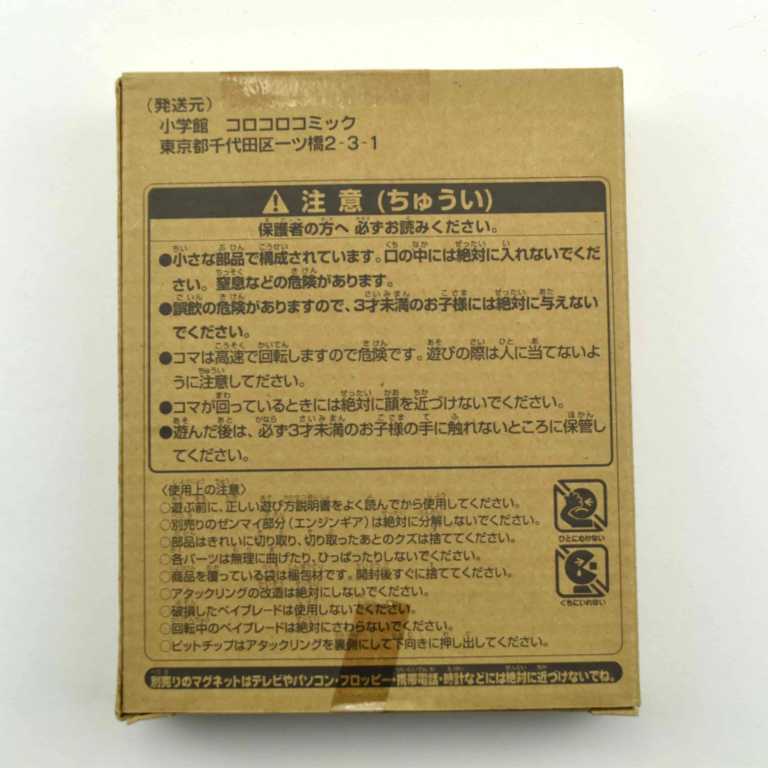 （発送元）
小学館　コロコロコミック
東京都千代田区一ツ橋2-3-1
注意(ちゅうい)
保護者の方へ 必ずお読みください。
●小さな部品で構成されています。口の中には絶対に入れないでくだ
さい。窒息などの危険があります。
●誤飲の危険がありますので、3才未満のお子様には絶対に与えない
でください。
●コマは高速で回転しますので危険です。遊びの際は人に当てないよ
うに注意してださい。
●コマが回っているときには絶対に顔を近づけないでください。
●遊んだ後は、必ず3才未満のお子様の手に触れないところに保管し
てください。
〈使用上の注意〉
○遊ぶ前に、正しい遊び方説明書をよく読んでから使用してください。
○別売りのゼンマイ部分（エンジンギア）は絶対に分解しないでください。
○部品はきれいに切り取り、切り取ったあとのクズは捨ててください。
○各パーツは無理に曲げたり、ひっぱったりしないでください。
○商品を覆っている袋は梱包材です。開封後すぐに捨ててください。
○アタックリングの改造は絶対にしないでください。
○破損したベイブレードは使用しないでください。
○回転中のベイブレードは絶対にさわらないでください。
○ビットチップはアタックリングを裏側にして下向きに押し出してください。
ひとにむけない
くちにいれない
別売りのマグネットはテレビやパソコン・フロッピー・携帯電話・時計などには絶対に近づけないでね。